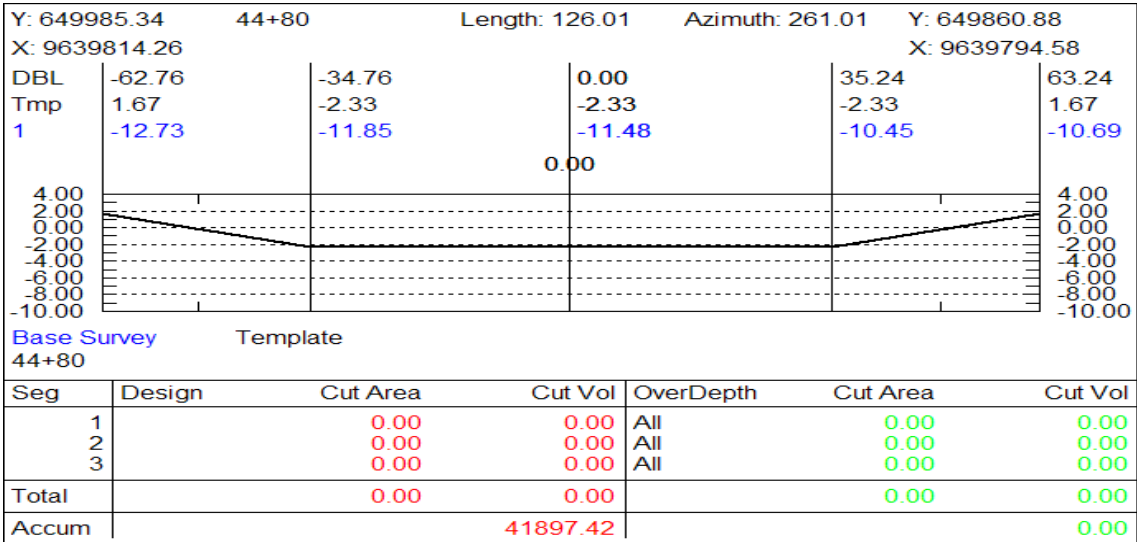 Y: 649985.34 44+80 Length: 126.01 Azimuth: 261.01 Y: 649860.88
X: 9639814.26 X: 9639794.58
DBL -62.76 -34.76 0.00 35.24 63.24
Tmp 1.67 -2.33 -2.33 -2.33 1.67
1 -12.73 -11.85 -11.48 -10.45 -10.69
0.00
4.00 4.00
2.00 2.00
0.00 0.00
-2.00 -2.00
-4.00 -4.00
-6.00 -6.00
-8.00 -8.00
-10.00 -10.00
Base Survey Template
44+80
Seg Design Cut Area Cut Vol OverDepth Cut Area Cut Vol
1 0.00 0.00 All 0.00 0.00
2 0.00 0.00 All 0.00 0.00
3 0.00 0.00 All 0.00 0.00
Total 0.00 0.00 0.00 0.00
Accum 41897.42 0.00